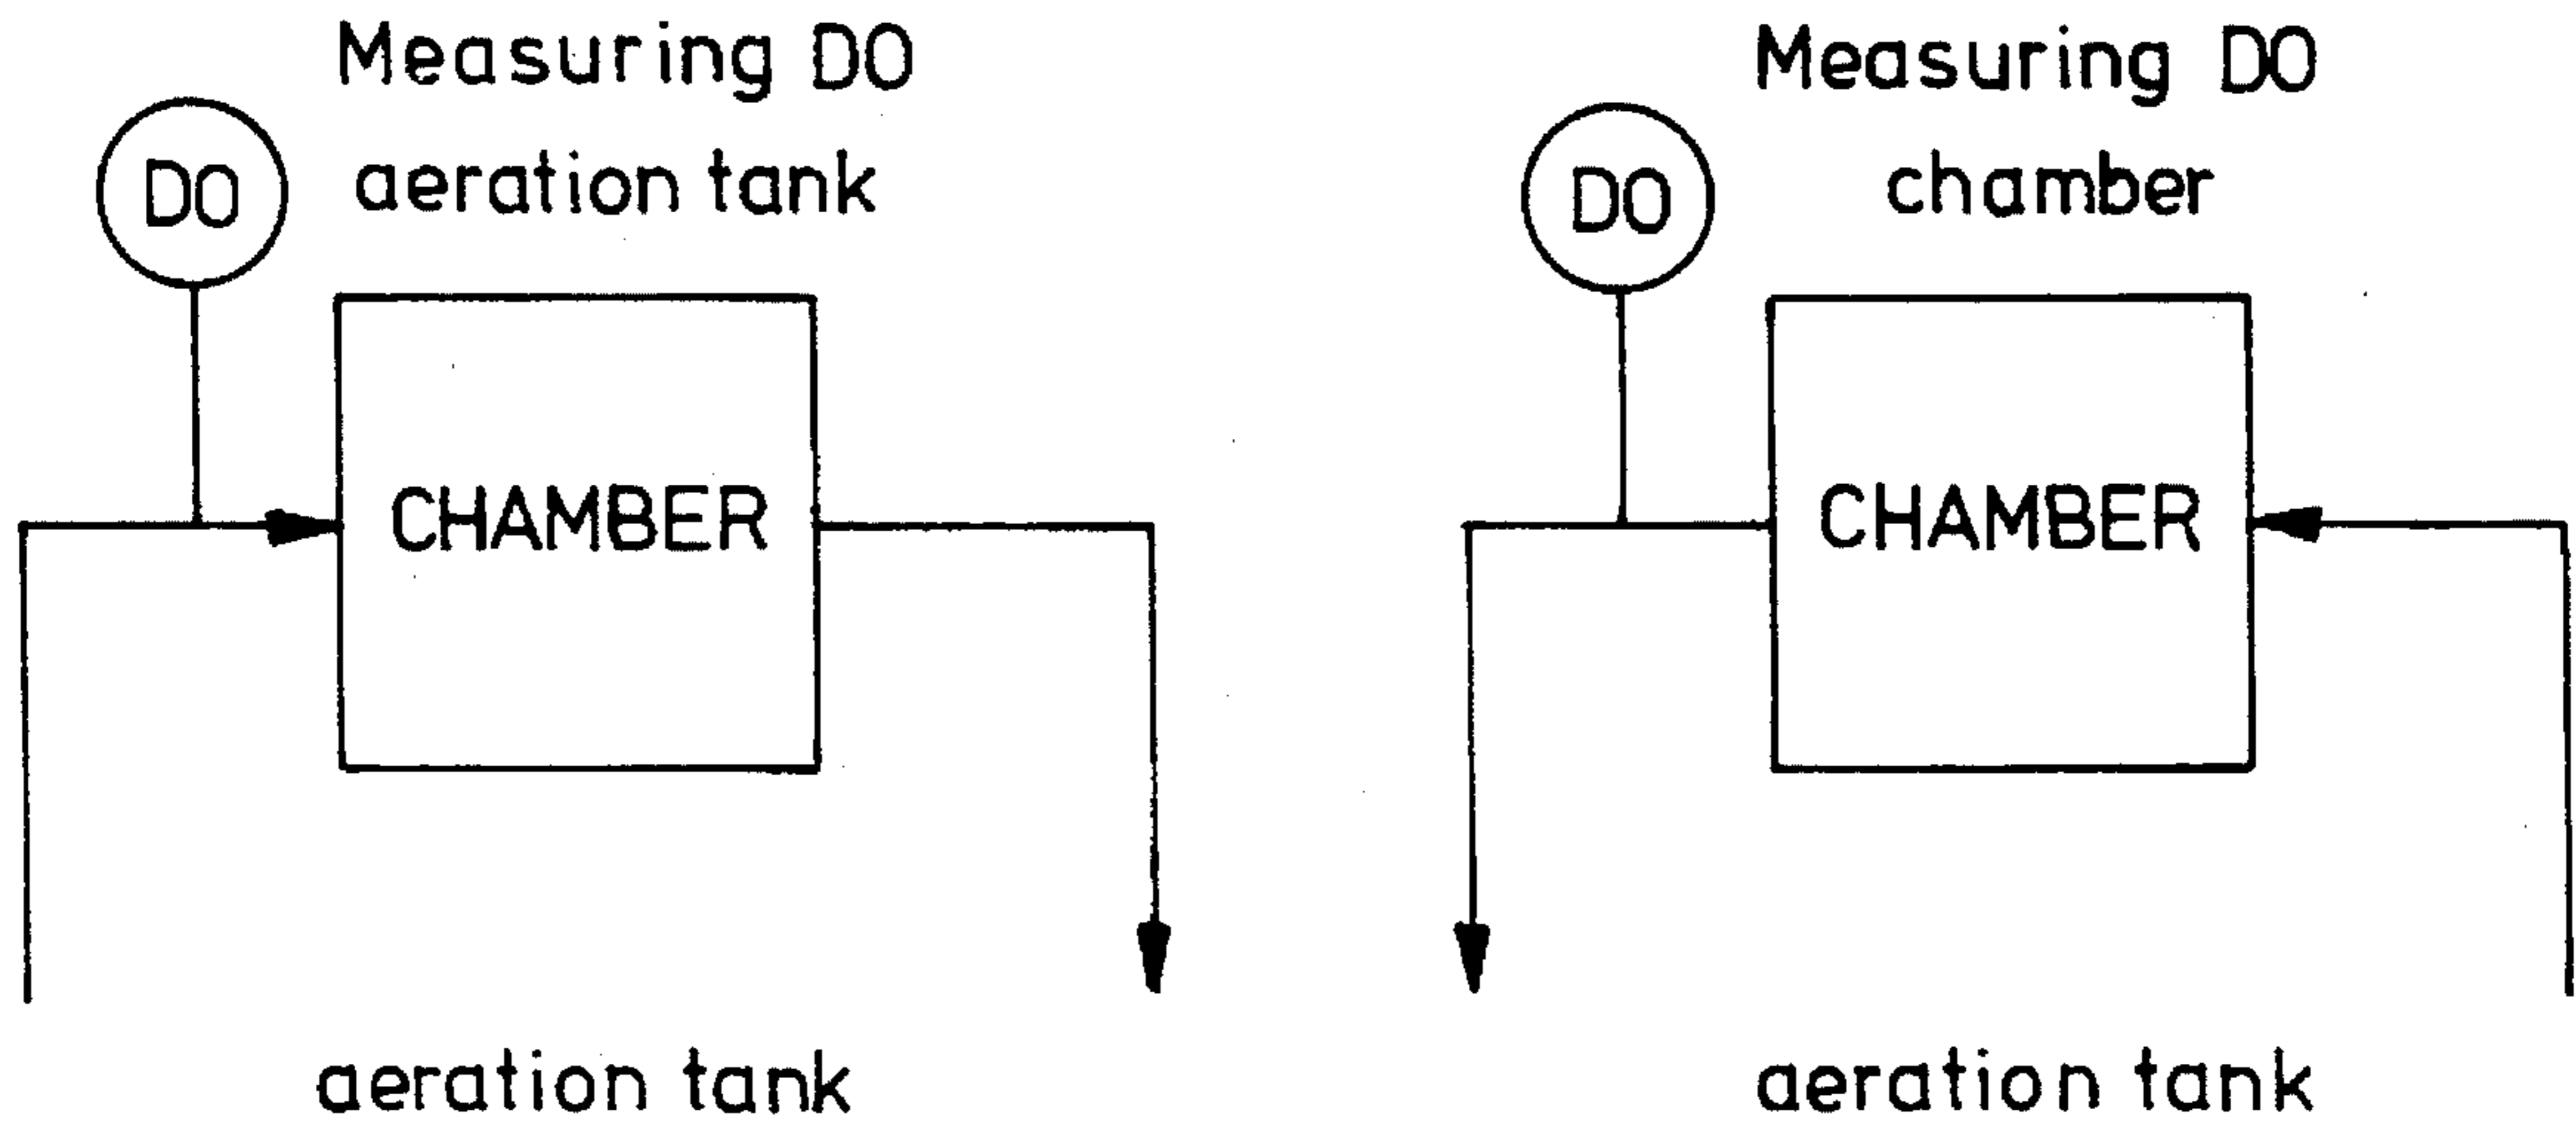 Measuring DO
aeration tank
DO
CHAMBER
aeration tank
Measuring DO
chamber
DO
CHAMBER
aeration tank